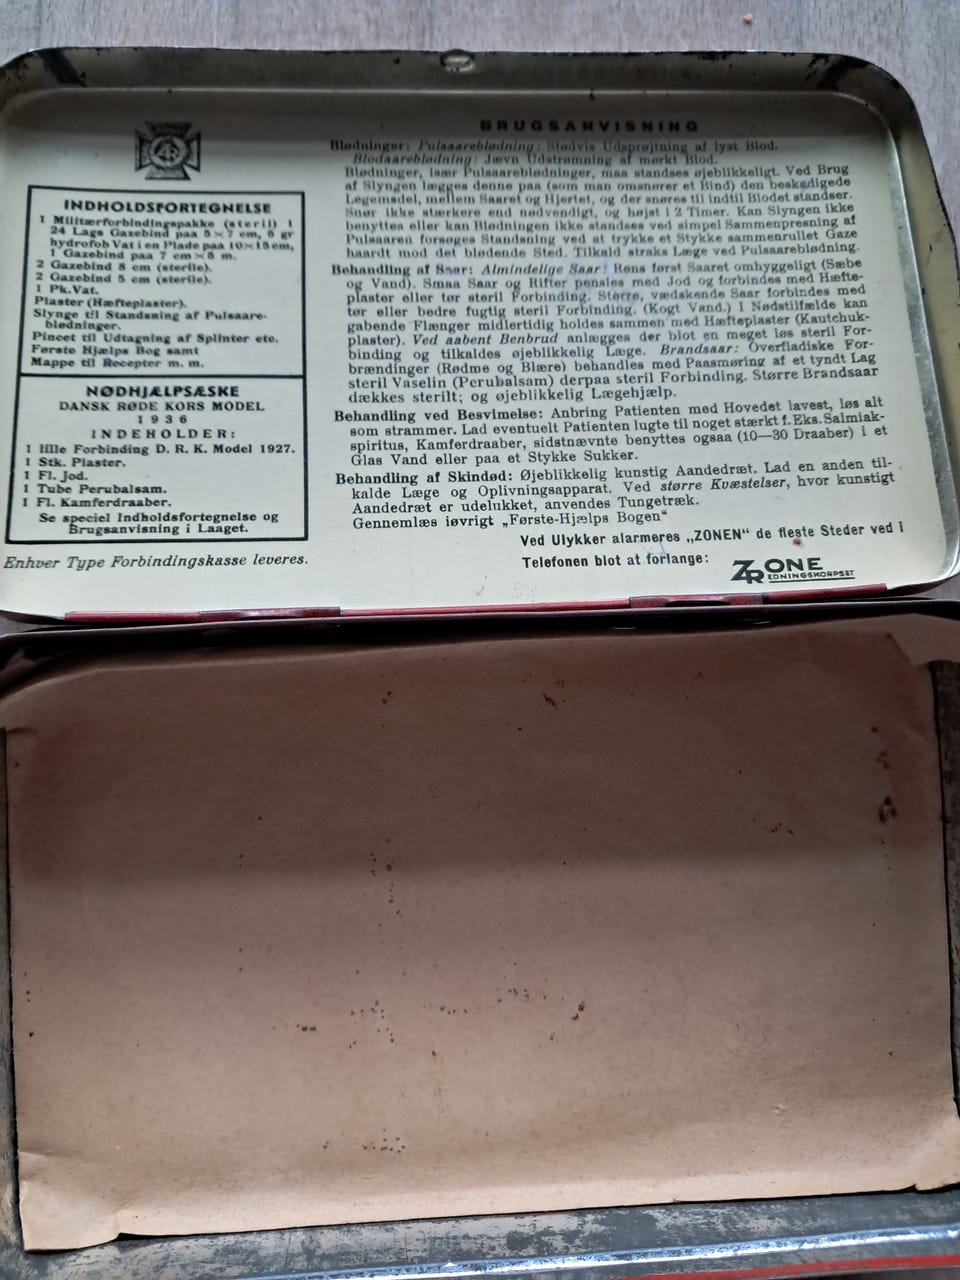 INDHOLDSFORTEGNELSE
1 Militærforbindingspakke (steril) 1
24 Lags Gazebind paa 5×7 cm, 8 gr
hydrofob Vat i en Plade paa 10×15 cm,
1 Gazebind paa 7 cm×5 m.
2 Gazebind 8 cm (sterile).
2 Gazebind 5 cm (sterile).
1 Pk. Vat.
Plaster (Hæfteplaster).
Slynge til Standsning af Pulsaare-
blødninger.
Pincet til Udtagning af Splinter etc.
Første Hjælps Bog samt
Mappe til Recepter m. m.
NØDHJÆLPSÆSKE
DANSK RØDE KORS MODEL
1936
INDEHOLDER:
1 lille Forbinding D. R. K. Model 1927.
1 Stk. Plaster.
1 Fl. Jod.
1 Tube Perubalsam.
1 Fl. Kamferdraaber.
Se speciel Indholdsfortegnelse og
Brugsanvisning i Laaget.
Enhver Type Forbindingskasse leveres.
BRUGSANVISNING
Blødninger: Pulsaareblødning: Stødvis Udsprøjtning af lyst Blod.
Blodaareblødning: Jævn Udstrømning af mørkt Blod.
Blødninger, især Pulsaareblødninger, maa standses øjeblikkeligt. Ved Brug
af Slyngen lægges denne paa (som man omsnører et Bind) den beskadigede
Legemsdel, mellem Saaret og Hjertet, og der snøres til indtil Blodet standser.
Snør ikke stærkere end nødvendigt, og højst i 2 Timer. Kan Slyngen ikke
benyttes eller kan Blødningen ikke standses ved simpel Sammenpresning af
Pulsaaren forsøges Standsning ved at trykke et Stykke sammenrullet Gaze
haardt mod det blødende Sted. Tilkald straks Læge ved Pulsaareblødning.
Behandling af Saar: Almindelige Saar: Rens først Saaret omhyggeligt (Sæbe
og Vand). Smaa Saar og Rifter pensles med Jod og forbindes med Hæfte-
plaster eller tør steril Forbinding. Større, vædskende Saar forbindes med
tør eller bedre fugtig steril Forbinding. (Kogt Vand.) I Nødstilfælde kan
gabende Flænger midlertidig holdes sammen med Hæfteplaster (Kautchuk-
plaster). Ved aabent Benbrud anlægges der blot en meget løs steril For-
binding og tilkaldes øjeblikkelig Læge. Brandsaar: Overfladiske For-
brændinger (Rødme og Blære) behandles med Paasmøring af et tyndt Lag
steril Vaselin (Perubalsam) derpaa steril Forbinding. Større Brandsaar
dækkes sterilt; og øjeblikkelig Lægehjælp.
Behandling ved Besvimelse: Anbring Patienten med Hovedet lavest, løs alt
som strammer. Lad eventuelt Patienten lugte til noget stærkt f. Eks. Salmiak-
spiritus, Kamferdraaber, sidstnævnte benyttes ogsaa (10—30 Draaber) i et
Glas Vand eller paa et Stykke Sukker.
Behandling af Skindød: Øjeblikkelig kunstig Aandedræt. Lad en anden til-
kalde Læge og Oplivningsapparat. Ved større Kvæstelser, hvor kunstigt
Aandedræt er udelukket, anvendes Tungetræk.
Gennemlæs iøvrigt „Første-Hjælps Bogen“
Ved Ulykker alarmeres „ZONEN“ de fleste Steder ved i
Telefonen blot at forlange:
ZONE
REDNINGSKORPSET